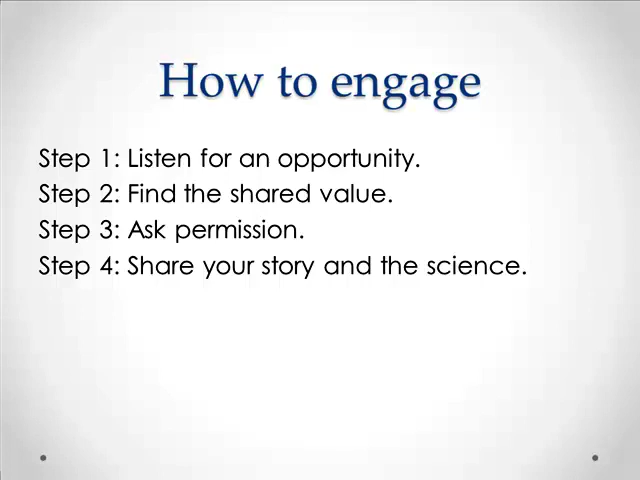 How to engage
Step 1: Listen for an opportunity.
Step 2: Find the shared value.
Step 3: Ask permission.
Step 4: Share your story and the science.